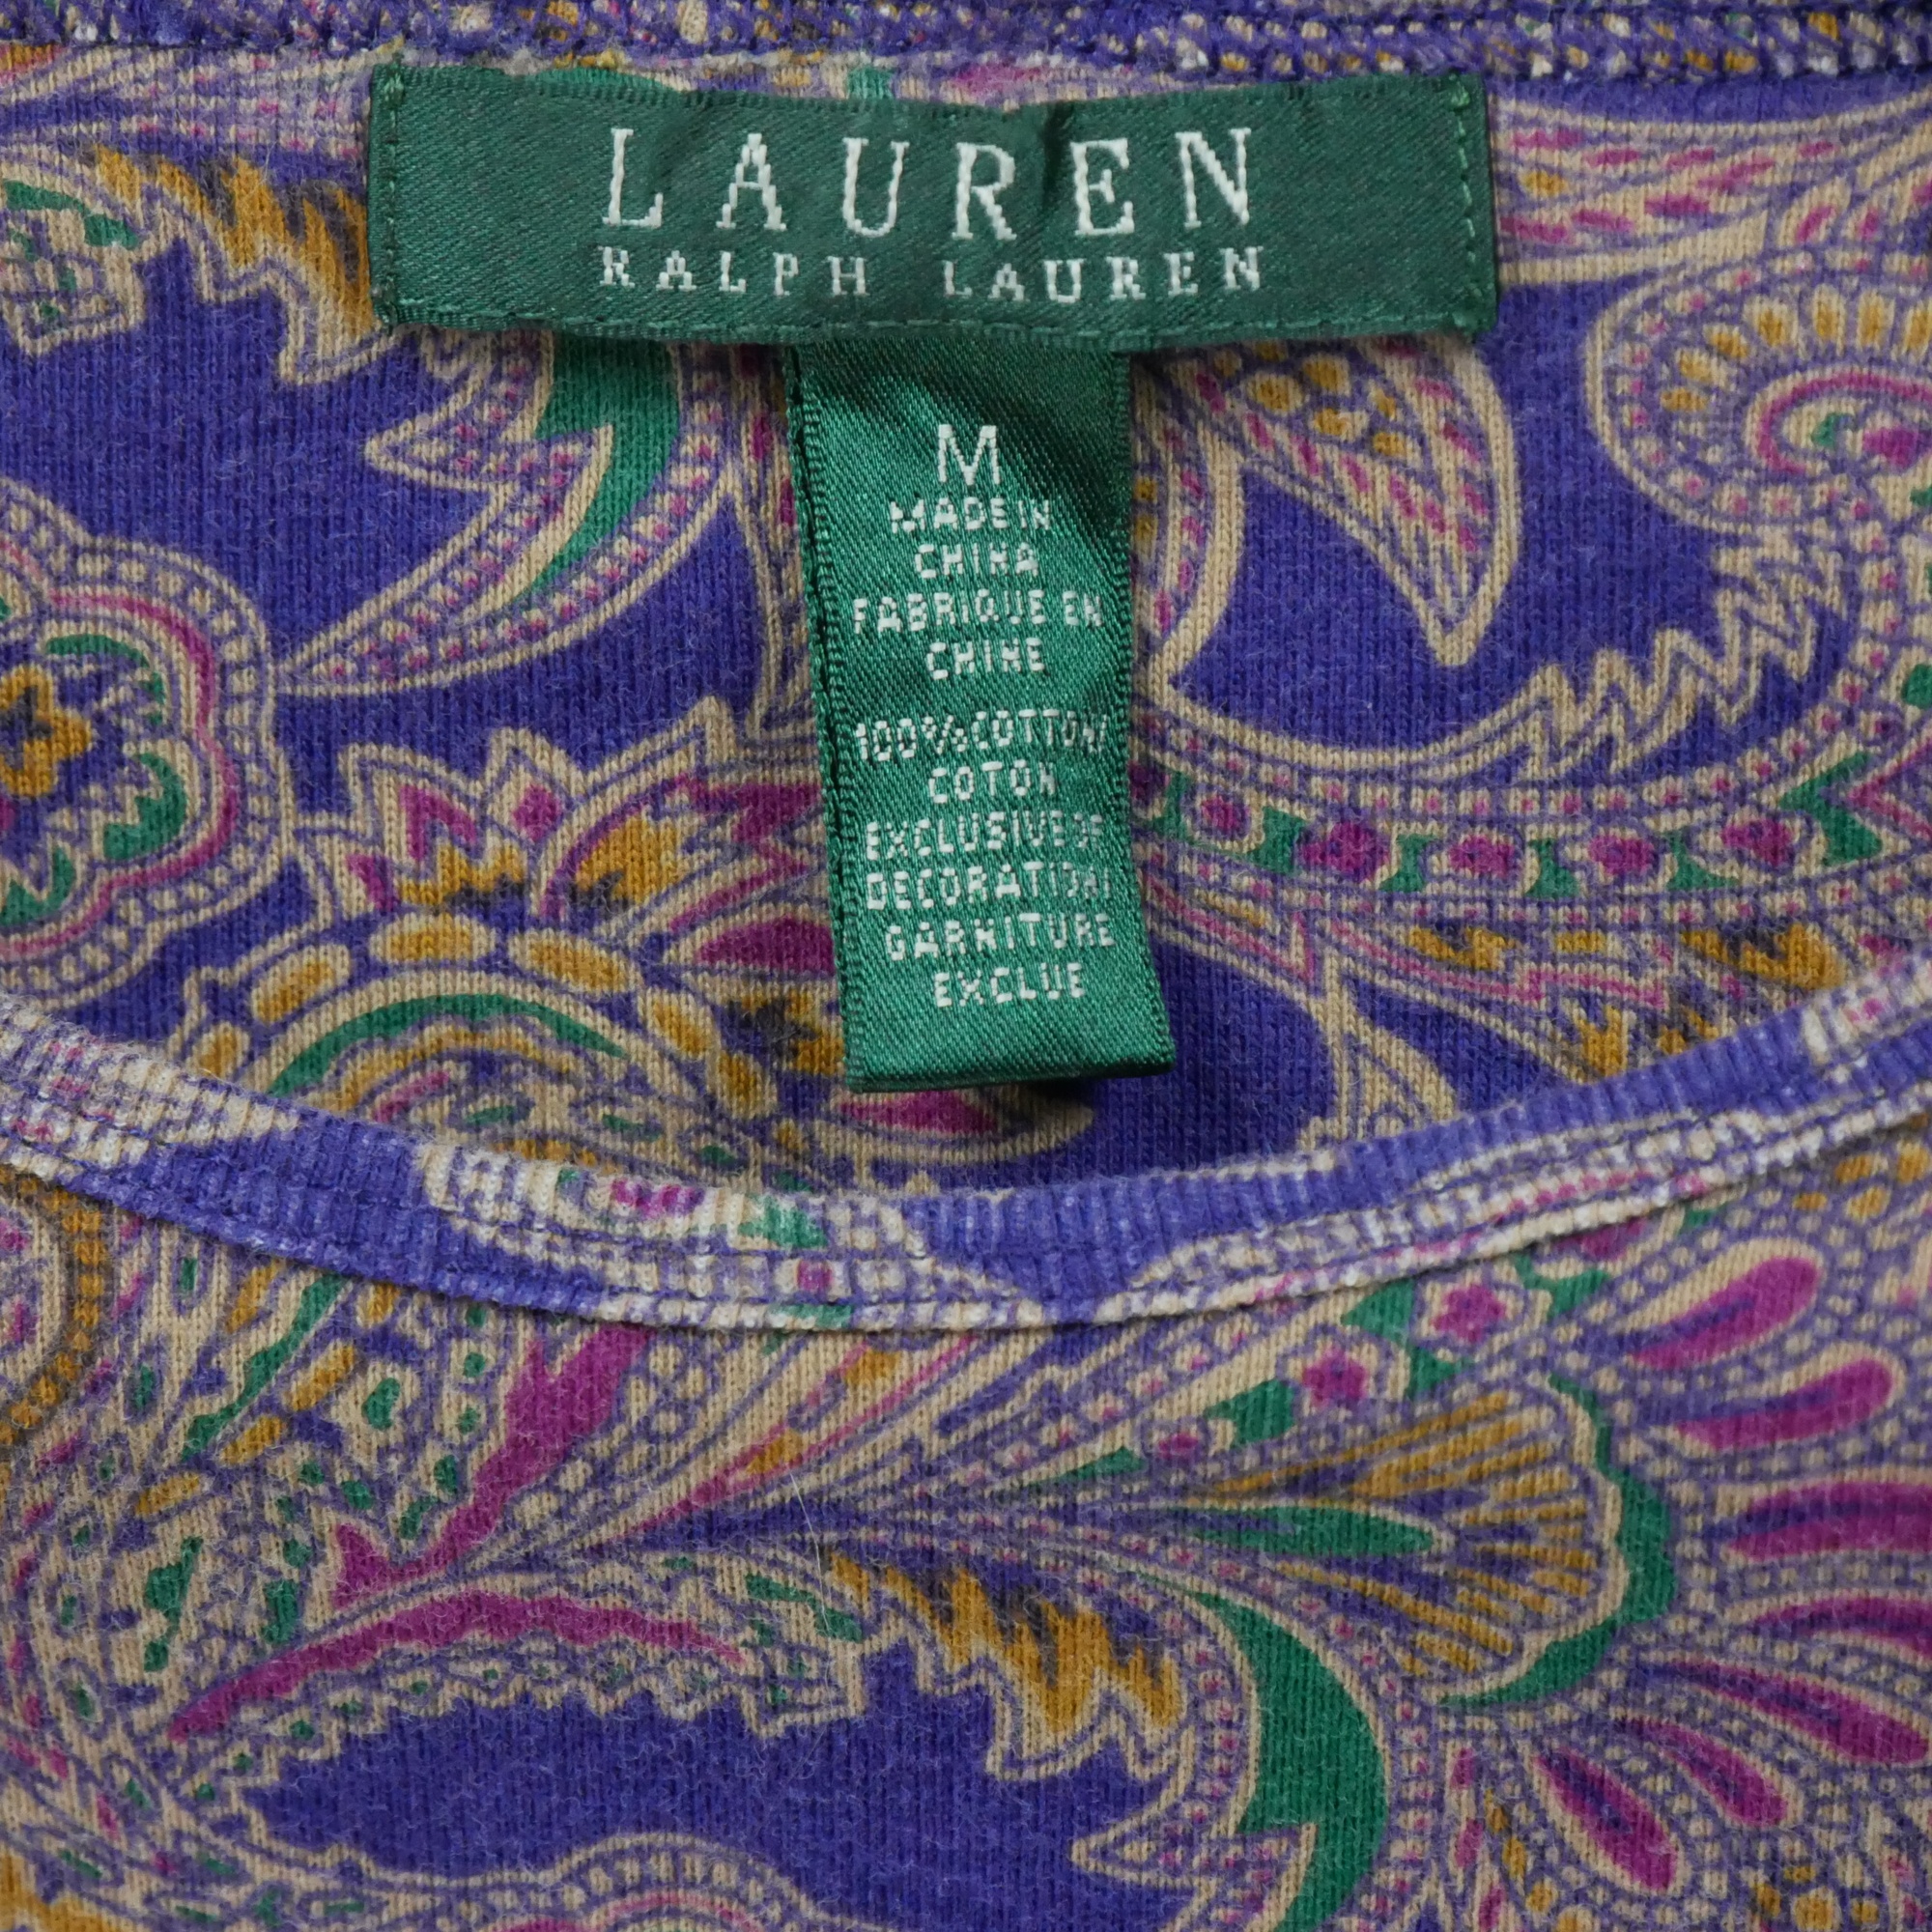 LAUREN
RALPH LAUREN
M
MADE IN
CHINA
FABRIQUE EN
CHINE
100% COTTON/
COTON
EXCLUSIVE OF
DECORATION/
GARNITURE
EXCLUE